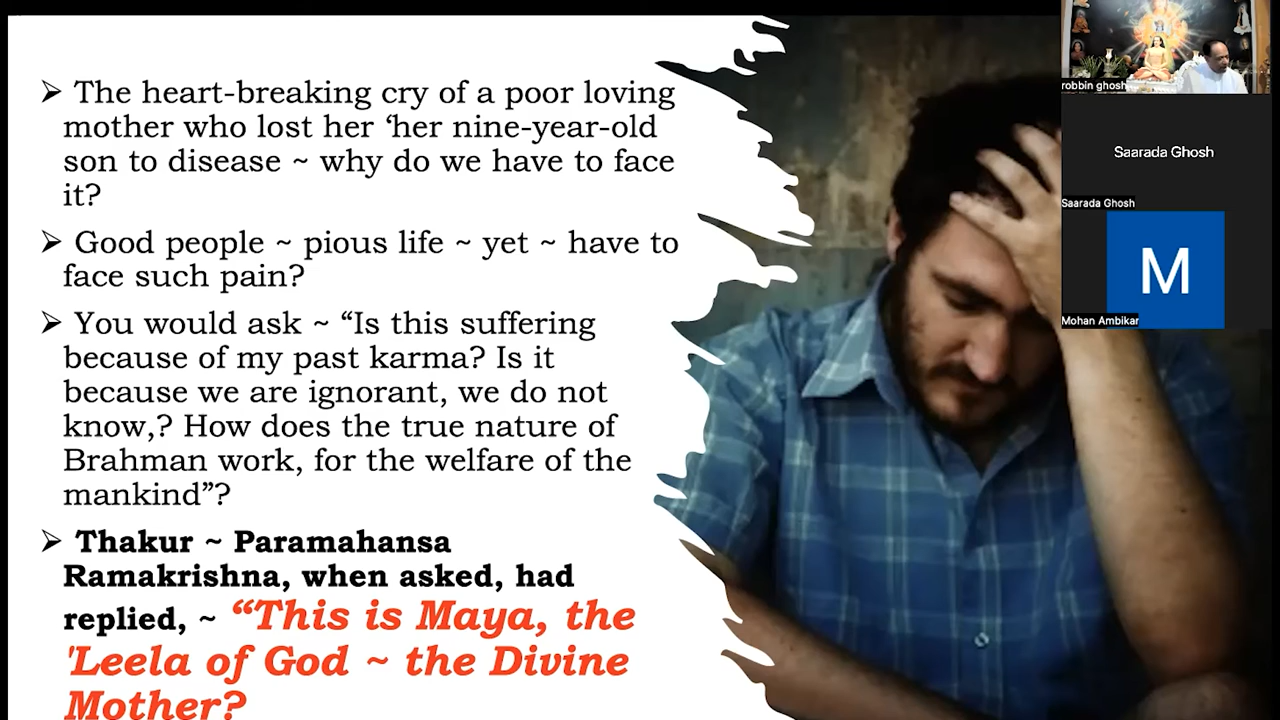 ➢ The heart-breaking cry of a poor loving
mother who lost her ‘her nine-year-old
son to disease ~ why do we have to face
it?
➢ Good people ~ pious life ~ yet ~ have to
face such pain?
➢ You would ask ~ “Is this suffering
because of my past karma? Is it
because we are ignorant, we do not
know,? How does the true nature of
Brahman work, for the welfare of the
mankind”?
➢ Thakur ~ Paramahansa
Ramakrishna, when asked, had
replied, ~ “This is Maya, the
'Leela of God ~ the Divine
Mother?
robbin ghosh
Saarada Ghosh
Saarada Ghosh
M
Mohan Ambikar